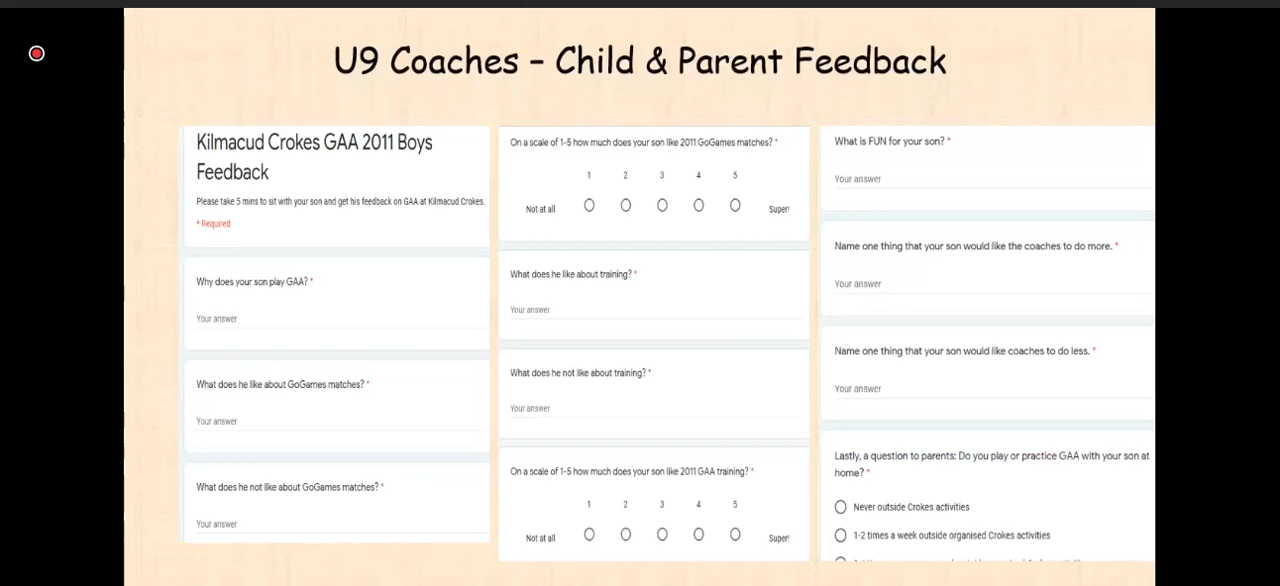 U9 Coaches – Child & Parent Feedback
Kilmacud Crokes GAA 2011 Boys
Feedback
Please take 5 mins to sit with your son and get his feedback on GAA at Kilmacud Crokes.
* Required
Why does your son play GAA? *
Your answer
What does he like about GoGames matches? *
Your answer
What does he not like about GoGames matches? *
Your answer
On a scale of 1-5 how much does your son like 2011 GoGames matches? *
1 2 3 4 5
Not at all Super!
What does he like about training? *
Your answer
What does he not like about training? *
Your answer
On a scale of 1-5 how much does your son like 2011 GAA training? *
1 2 3 4 5
Not at all Super!
What is FUN for your son? *
Your answer
Name one thing that your son would like the coaches to do more. *
Your answer
Name one thing that your son would like coaches to do less. *
Your answer
Lastly, a question to parents: Do you play or practice GAA with your son at
home? *
Never outside Crokes activities
1-2 times a week outside organised Crokes activities